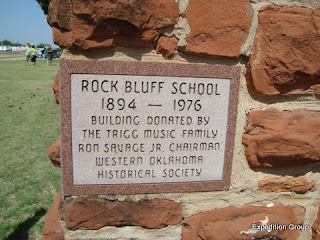 ROCK BLUFF SCHOOL
1894 — 1976
BUILDING DONATED BY
THE TRIGG MUSIC FAMILY
RON SAVAGE JR. CHAIRMAN
WESTERN OKLAHOMA
HISTORICAL SOCIETY
Expedition Group